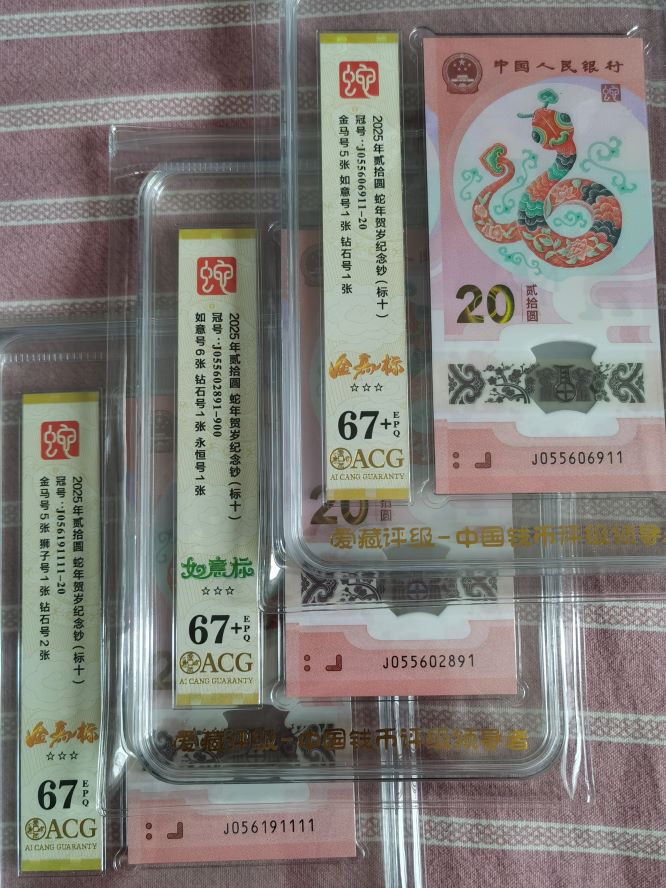 蛇
2025年贰拾圆 蛇年贺岁纪念钞(标十)
冠号:J055606911-20
金马号5张 如意号1张 钻石号1张
金马标
☆☆☆
67+ EPQ
ACG
AI CANG GUARANTY
中国人民银行
蛇
20 贰拾圆
J055606911
爱藏评级-中国钱币评级领导者
蛇
2025年贰拾圆 蛇年贺岁纪念钞(标十)
冠号:J055602891-900
如意号6张 钻石号1张 永恒号1张
如意标
☆☆☆
67+ EPQ
ACG
AI CANG GUARANTY
20 拾圆
J055602891
爱藏评级-中国钱币评级领导者
蛇
2025年贰拾圆 蛇年贺岁纪念钞(标十)
冠号:J056191111-20
金马号5张 狮子号1张 钻石号2张
金马标
☆☆☆
67 EPQ
ACG
AI CANG GUARANTY
J056191111